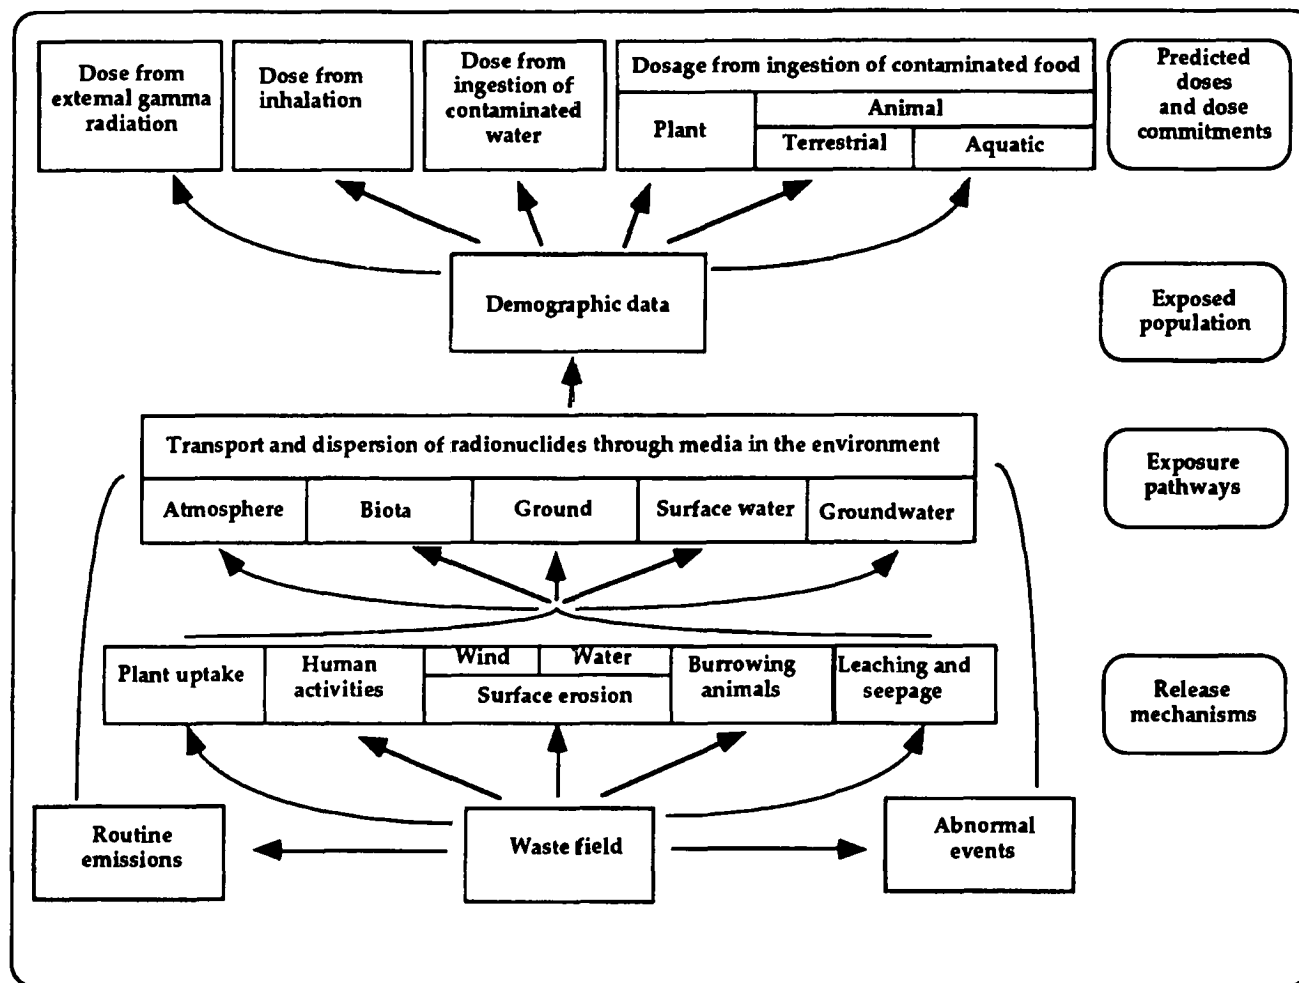 Dose from
external gamma
radiation
Dose from
inhalation
Dose from
ingestion of
contaminated
water
Dosage from ingestion of contaminated food
Plant
Animal
Terrestrial
Aquatic
Predicted
doses
and dose
commitments
Demographic data
Exposed
population
Transport and dispersion of radionuclides through media in the environment
Atmosphere
Biota
Ground
Surface water
Groundwater
Exposure
pathways
Plant uptake
Human
activities
Wind
Water
Surface erosion
Burrowing
animals
Leaching and
seepage
Release
mechanisms
Routine
emissions
Waste field
Abnormal
events